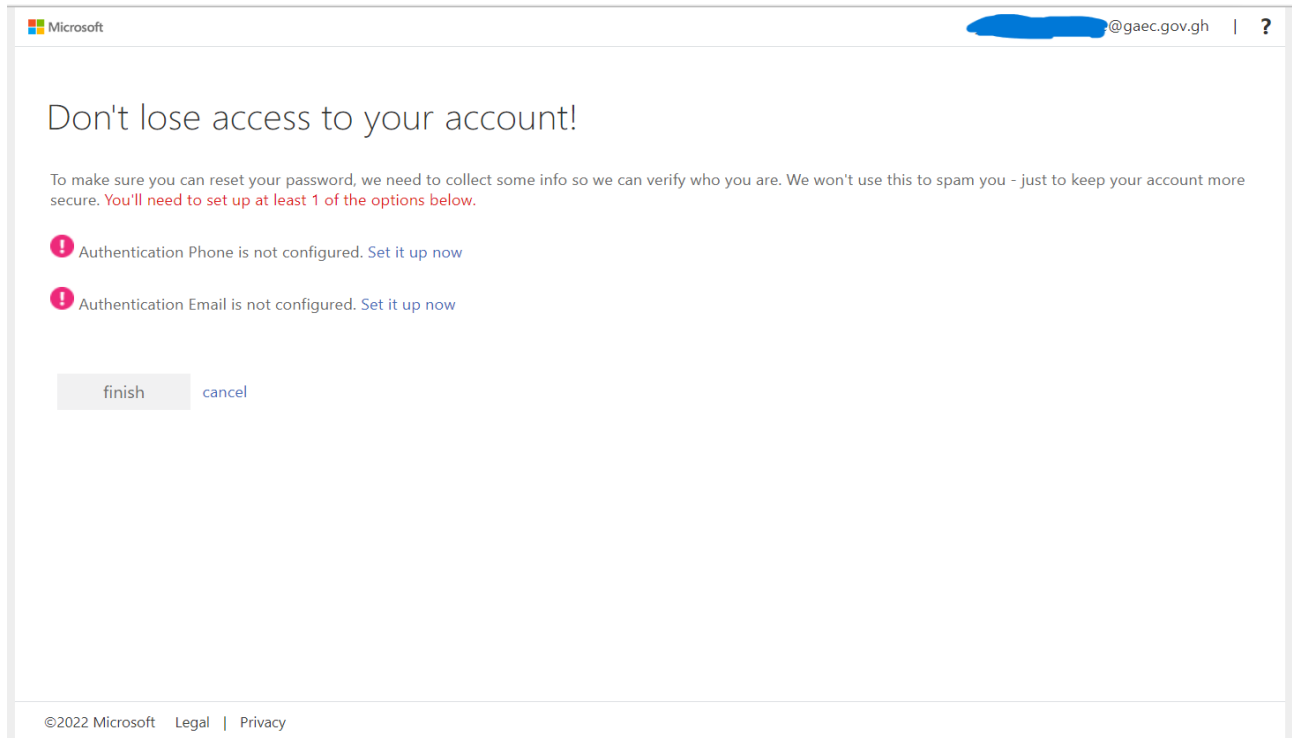 Microsoft
@gaec.gov.gh | ?
Don't lose access to your account!
To make sure you can reset your password, we need to collect some info so we can verify who you are. We won't use this to spam you - just to keep your account more
secure. You'll need to set up at least 1 of the options below.
! Authentication Phone is not configured. Set it up now
! Authentication Email is not configured. Set it up now
finish cancel
©2022 Microsoft Legal | Privacy